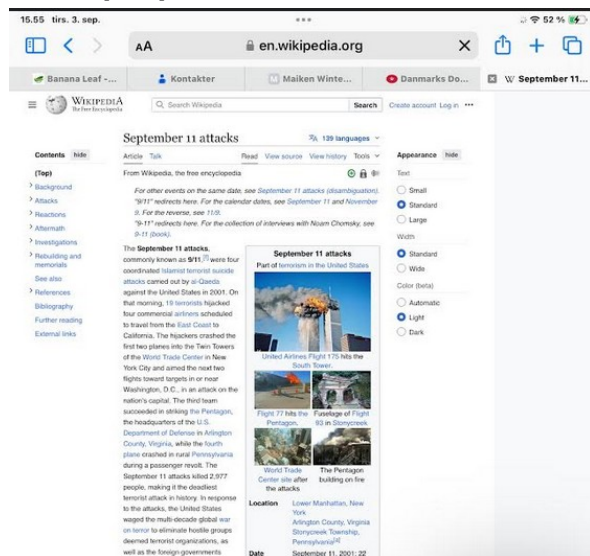 15.55 tirs. 3. sep.
52 %
AA
en.wikipedia.org
Banana Leaf -...
Kontakter
Maiken Winte...
Danmarks Do...
W September 11...
WIKIPEDIA
The Free Encyclopedia
Search Wikipedia
Search
Create account Log in •••
Contents hide
(Top)
Background
Attacks
Reactions
Aftermath
Investigations
Rebuilding and
memorials
See also
References
Bibliography
Further reading
External links
September 11 attacks
139 languages
Article Talk
Read View source View history Tools
From Wikipedia, the free encyclopedia
For other events on the same date, see September 11 attacks (disambiguation).
"9/11" redirects here. For the calendar dates, see September 11 and November
9. For the reverse, see 11/9.
"9-11" redirects here. For the collection of interviews with Noam Chomsky, see
9-11 (book).
The September 11 attacks,
commonly known as 9/11,[f] were four
coordinated Islamist terrorist suicide
attacks carried out by al-Qaeda
against the United States in 2001. On
that morning, 19 terrorists hijacked
four commercial airliners scheduled
to travel from the East Coast to
California. The hijackers crashed the
first two planes into the Twin Towers
of the World Trade Center in New
York City and aimed the next two
flights toward targets in or near
Washington, D.C., in an attack on the
nation's capital. The third team
succeeded in striking the Pentagon,
the headquarters of the U.S.
Department of Defense in Arlington
County, Virginia, while the fourth
plane crashed in rural Pennsylvania
during a passenger revolt. The
September 11 attacks killed 2,977
people, making it the deadliest
terrorist attack in history. In response
to the attacks, the United States
waged the multi-decade global war
on terror to eliminate hostile groups
deemed terrorist organizations, as
well as the foreign governments
September 11 attacks
Part of terrorism in the United States
United Airlines Flight 175 hits the
South Tower.
Flight 77 hits the
Pentagon.
Fuselage of Flight
93 in Stonycreek
World Trade
Center site after
the attacks
The Pentagon
building on fire
Location
Lower Manhattan, New
York
Arlington County, Virginia
Stonycreek Township,
Pennsylvania[a]
Date
September 11, 2001; 22
Appearance hide
Text
Small
Standard
Large
Width
Standard
Wide
Color (beta)
Automatic
Light
Dark